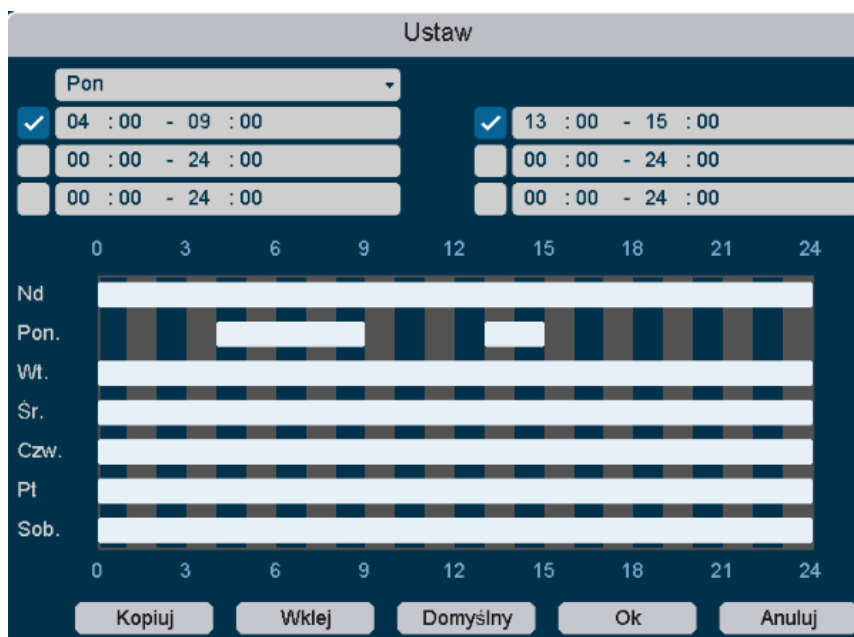 Ustaw
Pon
04 :00 - 09 :00 13 :00 - 15 :00
00 :00 - 24 :00 00 :00 - 24 :00
00 :00 - 24 :00 00 :00 - 24 :00
0 3 6 9 12 15 18 21 24
Nd
Pon.
Wt.
Śr.
Czw.
Pt
Sob.
0 3 6 9 12 15 18 21 24
Kopiuj Wklej Domyślny Ok Anuluj